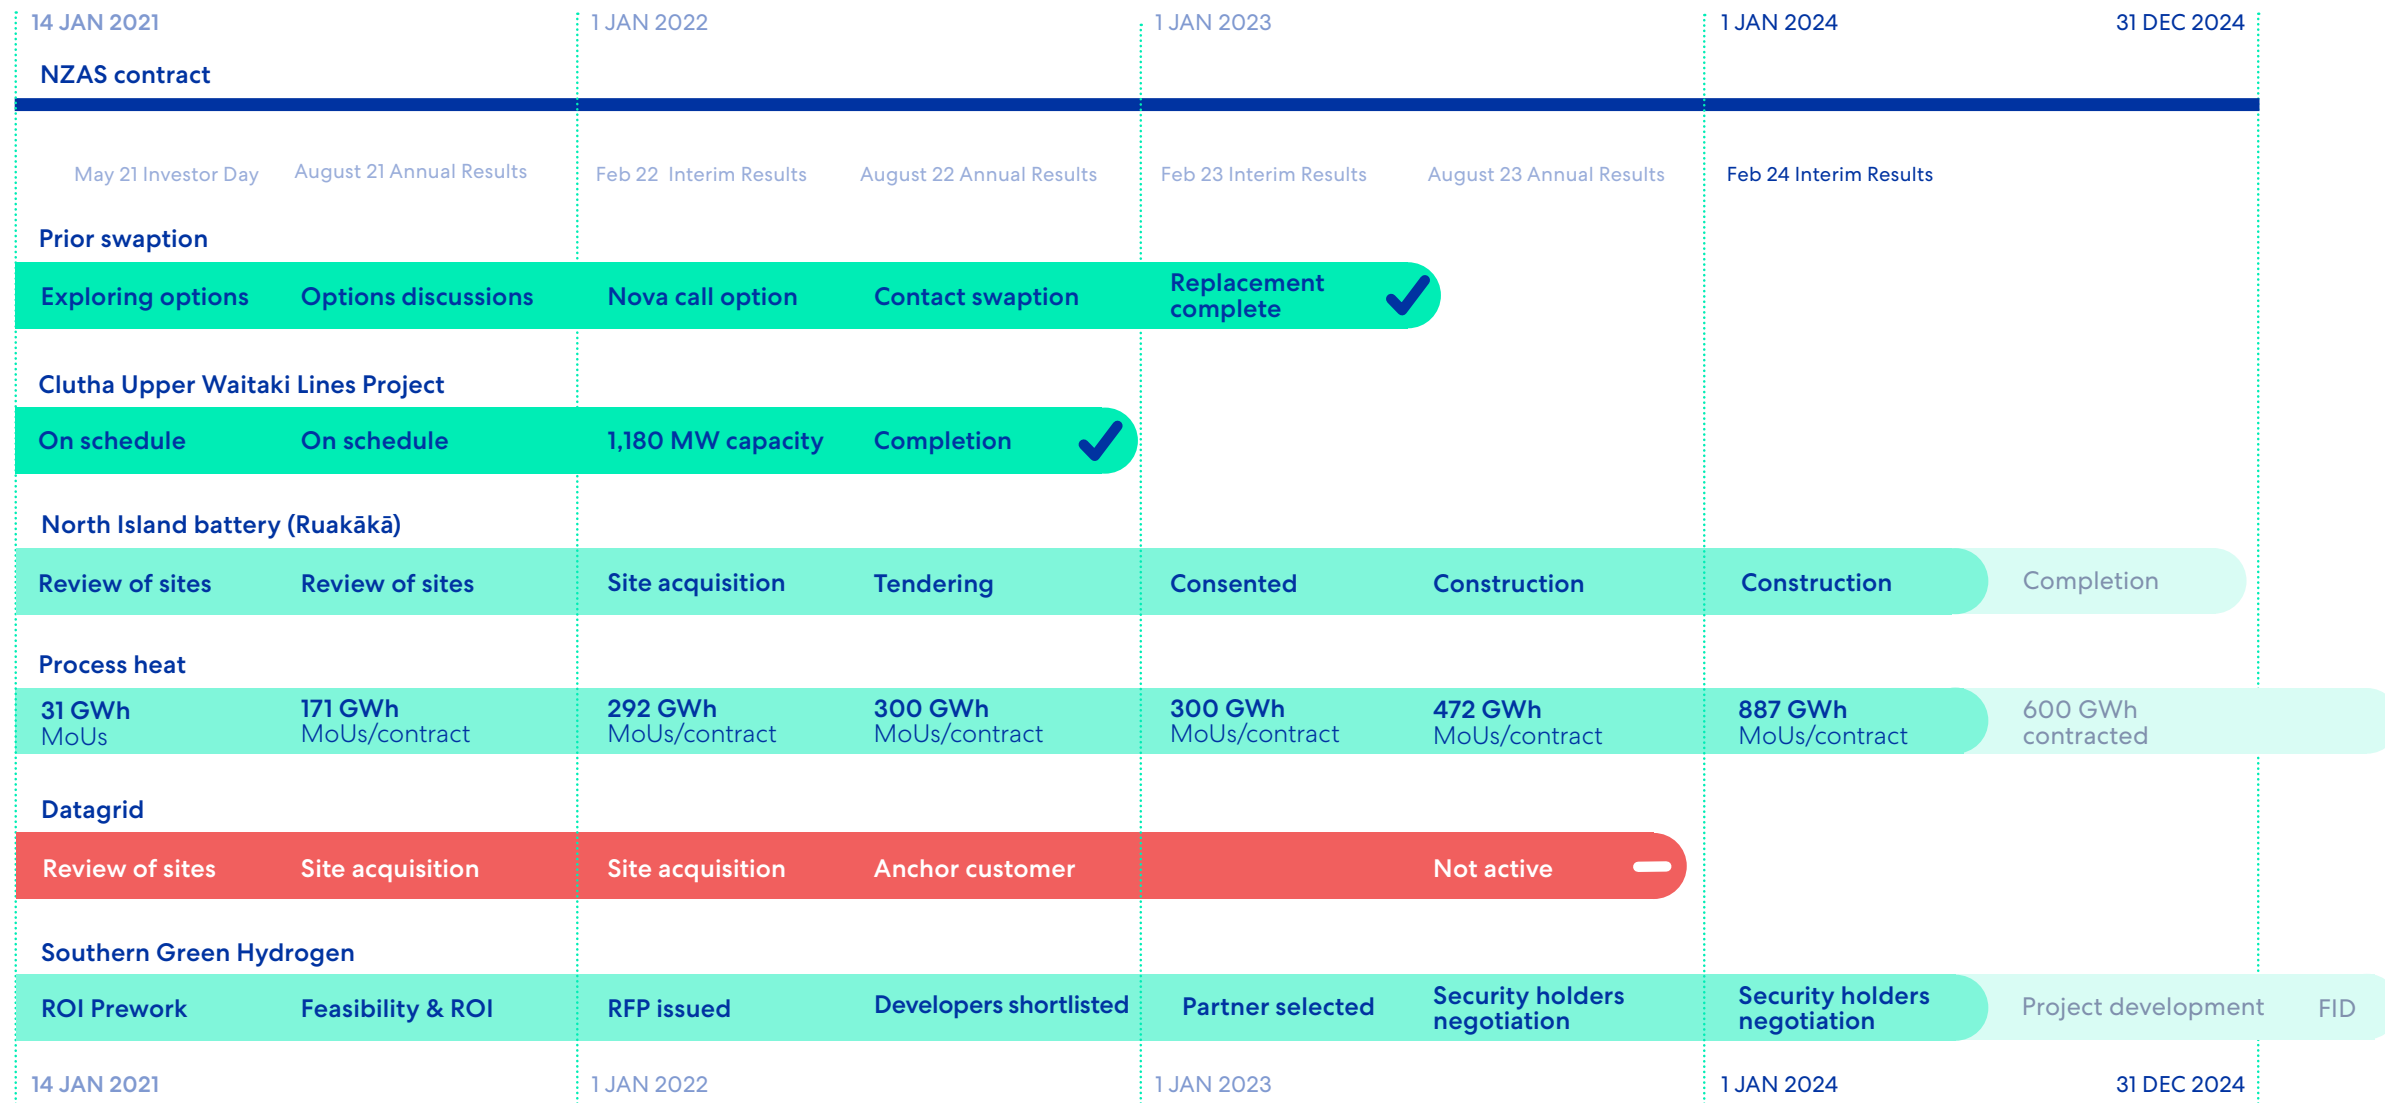 14 JAN 2021
1 JAN 2022
1 JAN 2023
1 JAN 2024
31 DEC 2024
NZAS contract
May 21 Investor Day
August 21 Annual Results
Feb 22 Interim Results
August 22 Annual Results
Feb 23 Interim Results
August 23 Annual Results
Feb 24 Interim Results
Prior swaption
Exploring options
Options discussions
Nova call option
Contact swaption
Replacement
complete
Clutha Upper Waitaki Lines Project
On schedule
On schedule
1,180 MW capacity
Completion
North Island battery (Ruakākā)
Review of sites
Review of sites
Site acquisition
Tendering
Consented
Construction
Construction
Completion
Process heat
31 GWh
MoUs
171 GWh
MoUs/contract
292 GWh
MoUs/contract
300 GWh
MoUs/contract
300 GWh
MoUs/contract
472 GWh
MoUs/contract
887 GWh
MoUs/contract
600 GWh
contracted
Datagrid
Review of sites
Site acquisition
Site acquisition
Anchor customer
Not active
Southern Green Hydrogen
ROI Prework
Feasibility & ROI
RFP issued
Developers shortlisted
Partner selected
Security holders
negotiation
Security holders
negotiation
Project development
FID
14 JAN 2021
1 JAN 2022
1 JAN 2023
1 JAN 2024
31 DEC 2024